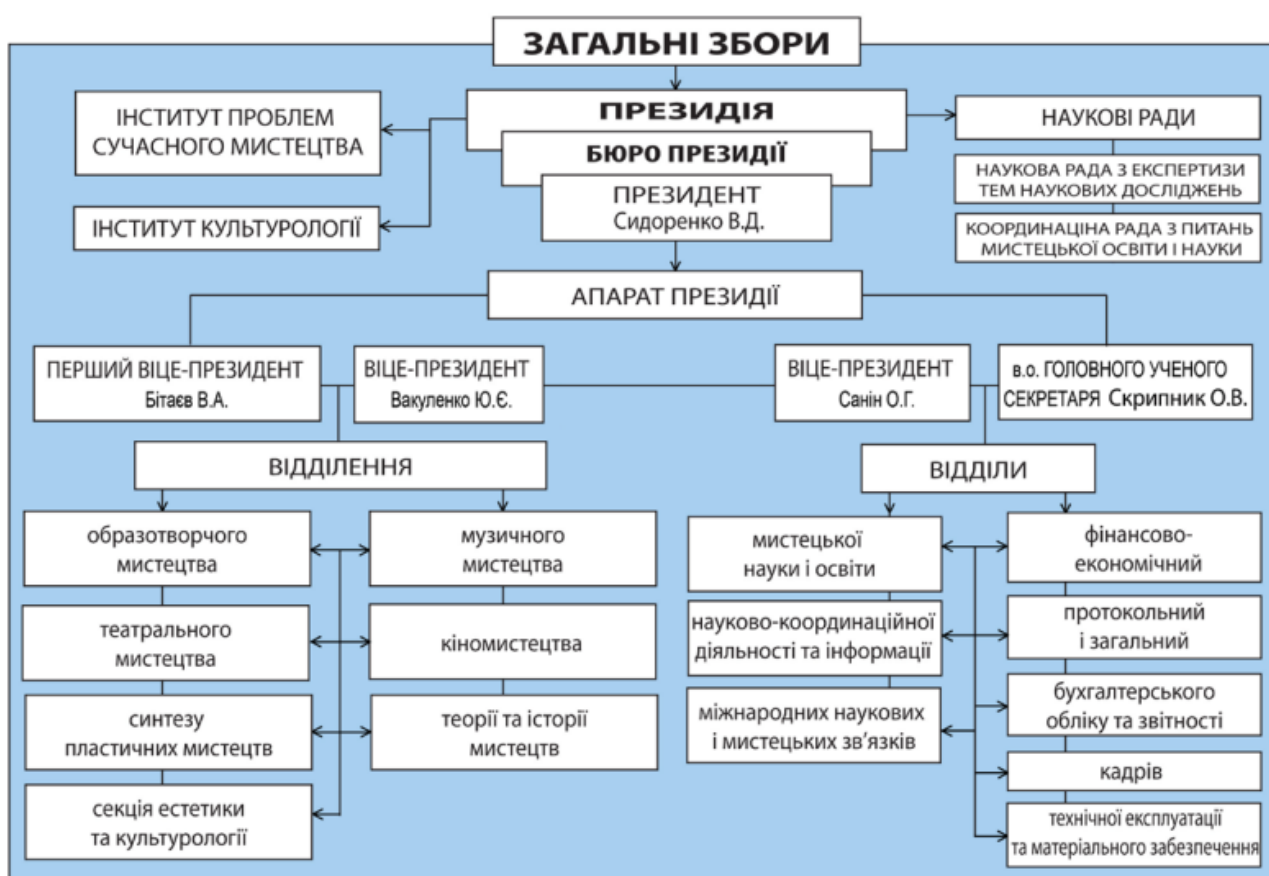 ЗАГАЛЬНІ ЗБОРИ
ПРЕЗИДІЯ
БЮРО ПРЕЗИДІЇ
ПРЕЗИДЕНТ
Сидоренко В.Д.
ІНСТИТУТ ПРОБЛЕМ
СУЧАСНОГО МИСТЕЦТВА
ІНСТИТУТ КУЛЬТУРОЛОГІЇ
НАУКОВІ РАДИ
НАУКОВА РАДА З ЕКСПЕРТИЗИ
ТЕМ НАУКОВИХ ДОСЛІДЖЕНЬ
КООРДИНАЦІНА РАДА З ПИТАНЬ
МИСТЕЦЬКОЇ ОСВІТИ І НАУКИ
АПАРАТ ПРЕЗИДІЇ
ПЕРШИЙ ВІЦЕ-ПРЕЗИДЕНТ
Бітаєв В.А.
ВІЦЕ-ПРЕЗИДЕНТ
Вакуленко Ю.Є.
ВІЦЕ-ПРЕЗИДЕНТ
Санін О.Г.
в.о. ГОЛОВНОГО УЧЕНОГО
СЕКРЕТАРЯ Скрипник О.В.
ВІДДІЛЕННЯ
образотворчого
мистецтва
театрального
мистецтва
синтезу
пластичних мистецтв
секція естетики
та культурології
музичного
мистецтва
кіномистецтва
теорії та історії
мистецтв
ВІДДІЛИ
мистецької
науки і освіти
науково-координаційної
діяльності та інформації
міжнародних наукових
і мистецьких зв'язків
фінансово-
економічний
протокольний
і загальний
бухгалтерського
обліку та звітності
кадрів
технічної експлуатації
та матеріального забезпечення